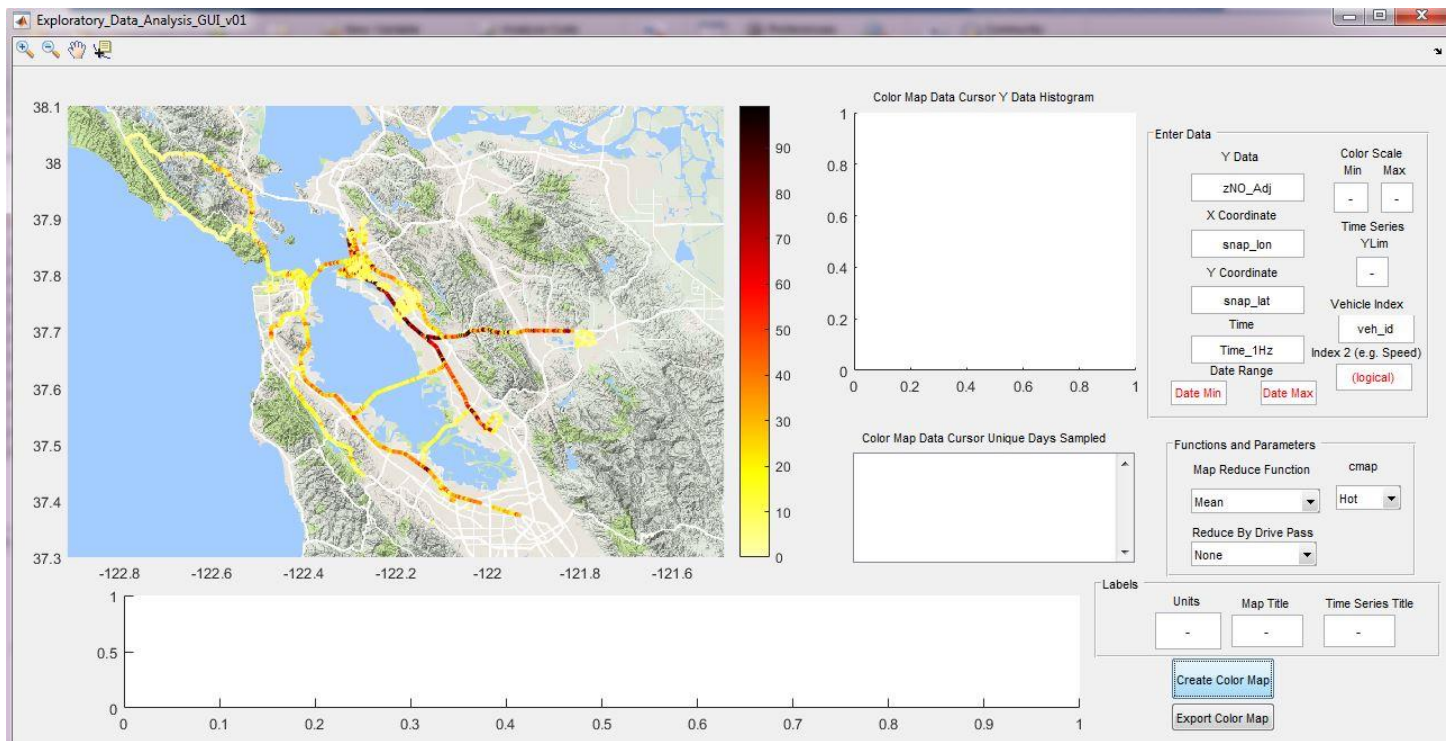 Exploratory_Data_Analysis_GUI_v01
38.1
38
37.9
37.8
37.7
37.6
37.5
37.4
37.3
-122.8
-122.6
-122.4
-122.2
-122
-121.8
-121.6
90
80
70
60
50
40
30
20
10
0
Color Map Data Cursor Y Data Histogram
1
0.8
0.6
0.4
0.2
0
0
0.2
0.4
0.6
0.8
1
Color Map Data Cursor Unique Days Sampled
Enter Data
Y Data
zNO_Adj
X Coordinate
snap_lon
Y Coordinate
snap_lat
Time
Time_1Hz
Date Range
Date Min
Date Max
Color Scale
Min Max
- -
Time Series
YLim
-
Vehicle Index
veh_id
Index 2 (e.g. Speed)
(logical)
Functions and Parameters
Map Reduce Function
Mean
cmap
Hot
Reduce By Drive Pass
None
Labels
Units
-
Map Title
-
Time Series Title
-
Create Color Map
Export Color Map
1
0.5
0
0
0.1
0.2
0.3
0.4
0.5
0.6
0.7
0.8
0.9
1